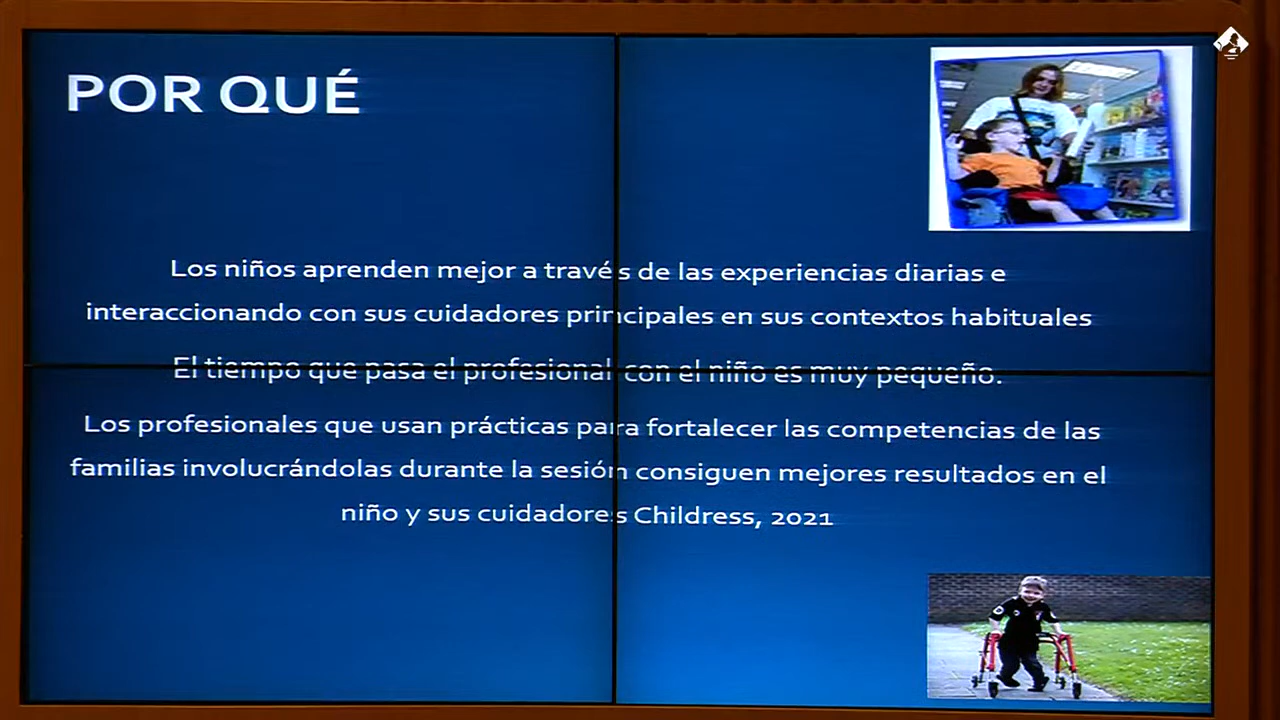 POR QUÉ
Los niños aprenden mejor a través de las experiencias diarias e
interaccionando con sus cuidadores principales en sus contextos habituales
El tiempo que pasa el profesional con el niño es muy pequeño.
Los profesionales que usan prácticas para fortalecer las competencias de las
familias involucrándolas durante la sesión consiguen mejores resultados en el
niño y sus cuidadores Childress, 2021